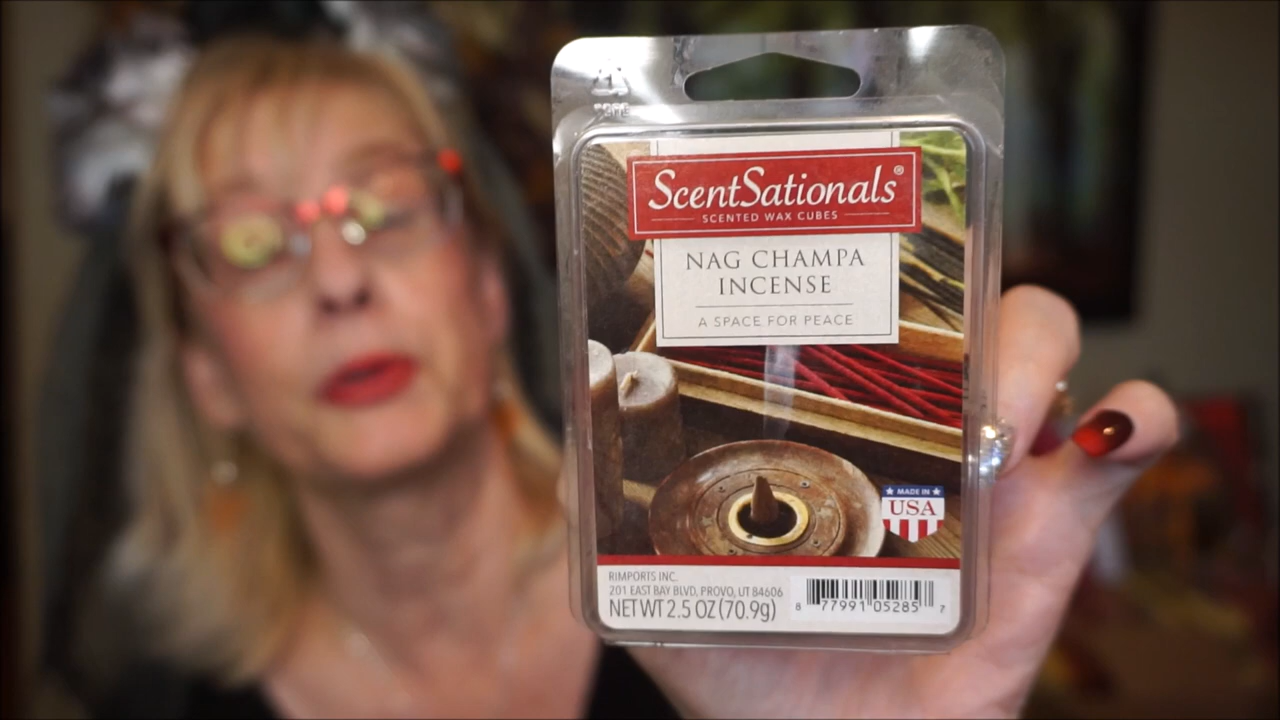 ScentSationals®
SCENTED WAX CUBES
NAG CHAMPA
INCENSE
A SPACE FOR PEACE
MADE IN
USA
RIMPORTS INC.
201 EAST BAY BLVD, PROVO, UT 84606
NET WT 2.5 OZ (70.9g)
8 77991 05285 7